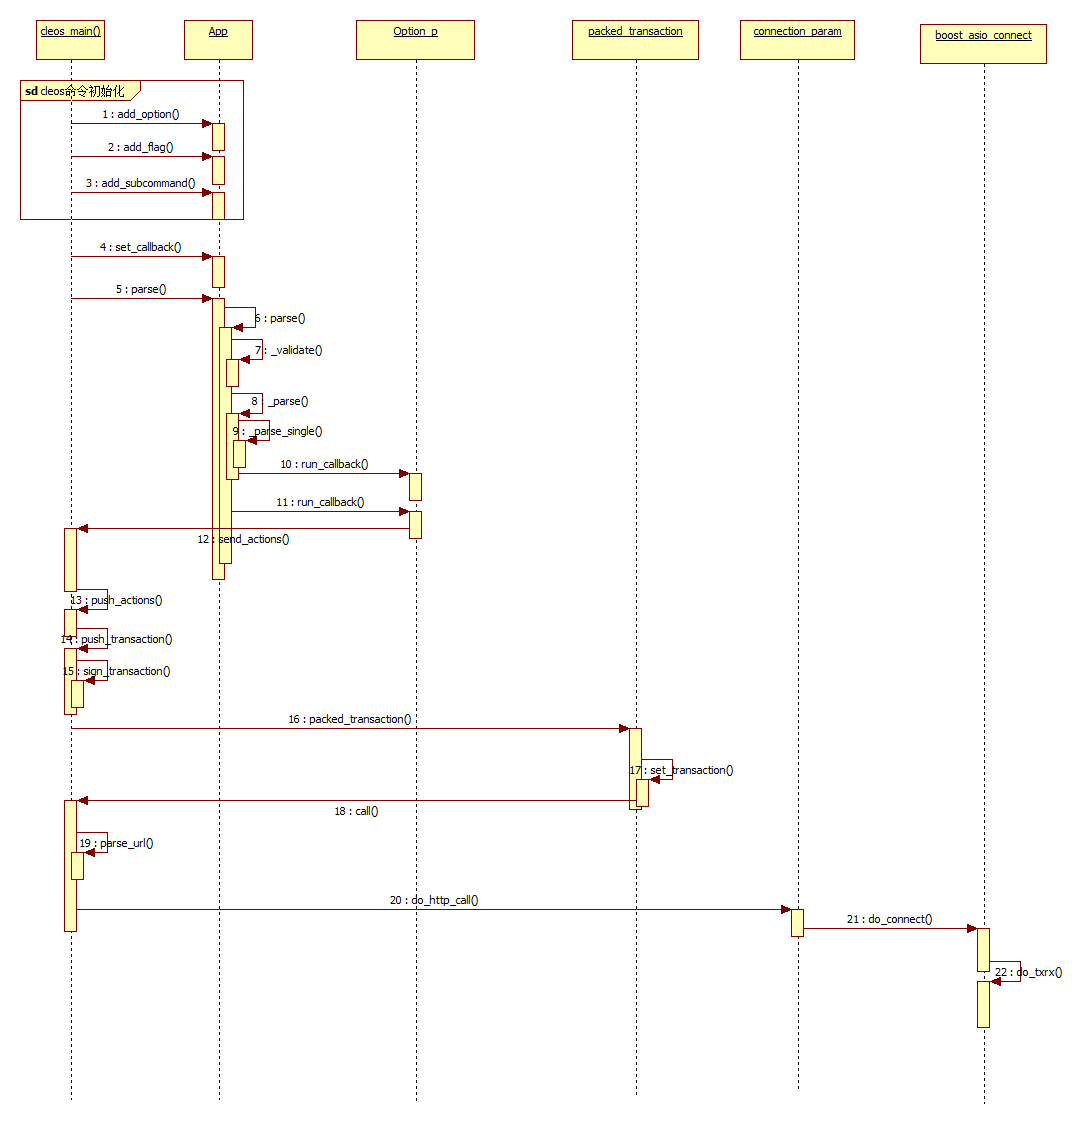 cleos_main()
App
Option_p
packed_transaction
connection_param
boost_asio_connect
sd cleos命令初始化
1 : add_option()
2 : add_flag()
3 : add_subcommand()
4 : set_callback()
5 : parse()
6 : parse()
7 : _validate()
8 : _parse()
9 : _parse_single()
10 : run_callback()
11 : run_callback()
12 : send_actions()
13 : push_actions()
14 : push_transaction()
15 : sign_transaction()
16 : packed_transaction()
17 : set_transaction()
18 : call()
19 : parse_url()
20 : do_http_call()
21 : do_connect()
22 : do_txrx()